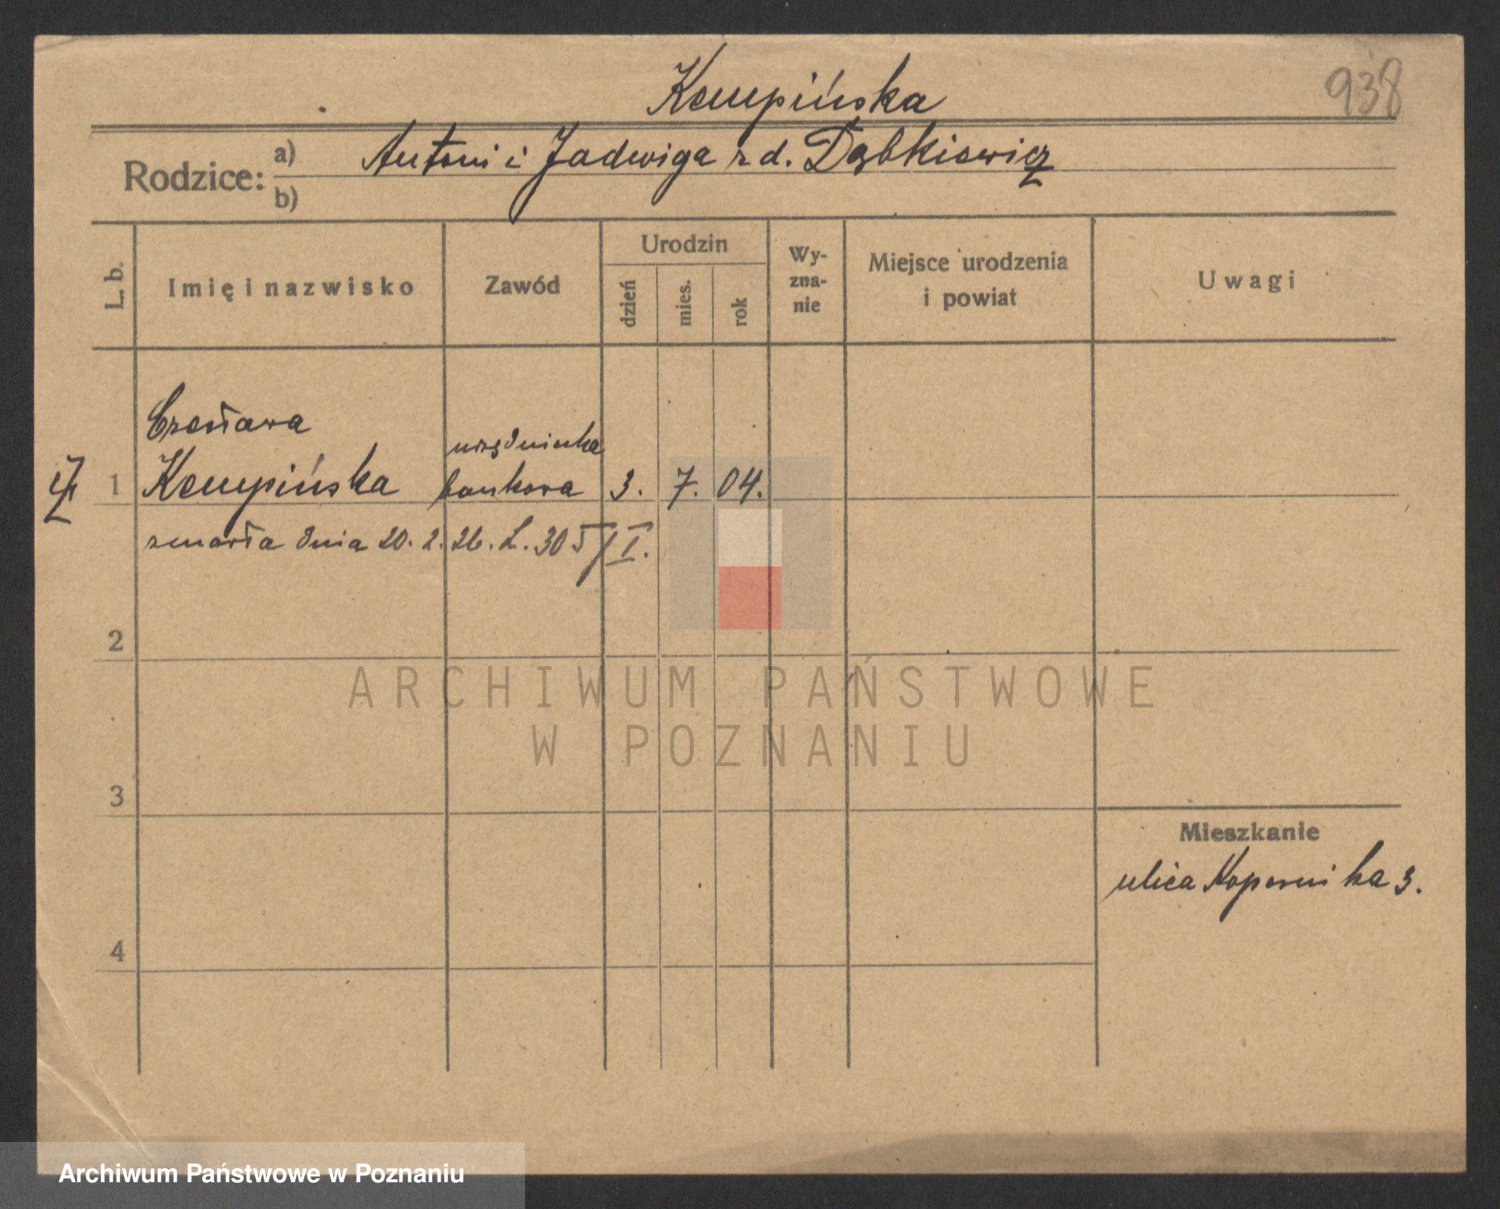 Kempińska
938
Rodzice: a) Antoni i Jadwiga z d. Dąbkiewicz
b)
L. b.
Imię i nazwisko
Zawód
Urodzin
dzień
mies.
rok
Wy-
zna-
nie
Miejsce urodzenia
i powiat
Uwagi
Czesława
urzędniczka
1 Kempińska bankowa 3. 7. 04.
zmarła dnia 20. 2. 26. L. 305/I.
2
ARCHIWUM PAŃSTWOWE
W POZNANIU
3
Mieszkanie
ulica Kopernika 3.
4
Archiwum Państwowe w Poznaniu